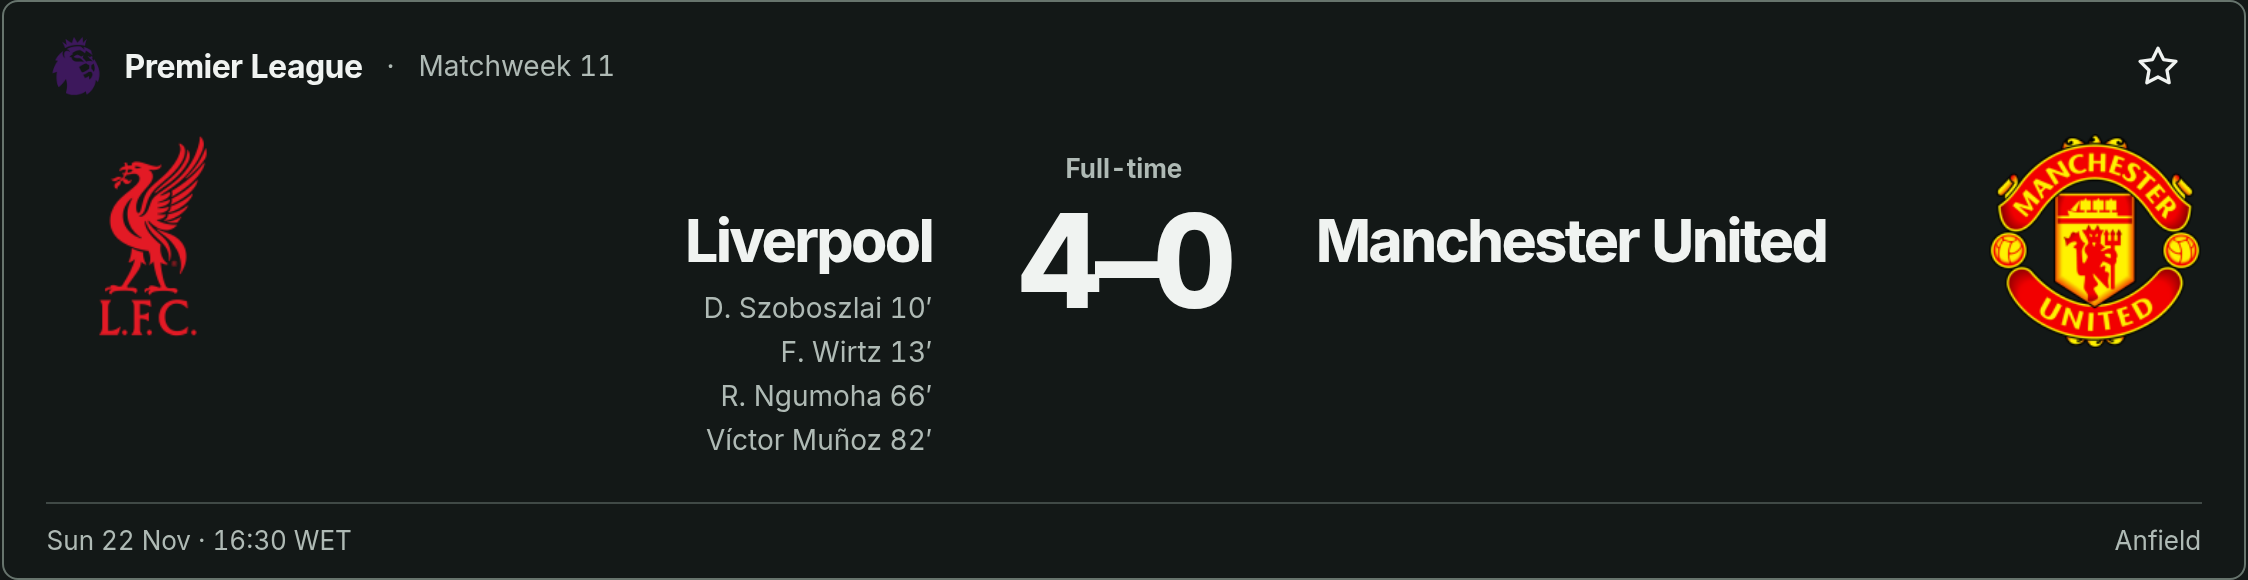 Premier League · Matchweek 11
Full-time
Liverpool 4–0 Manchester United
D. Szoboszlai 10′
F. Wirtz 13′
R. Ngumoha 66′
Víctor Muñoz 82′
L.F.C.
MANCHESTER
UNITED
Sun 22 Nov · 16:30 WET
Anfield